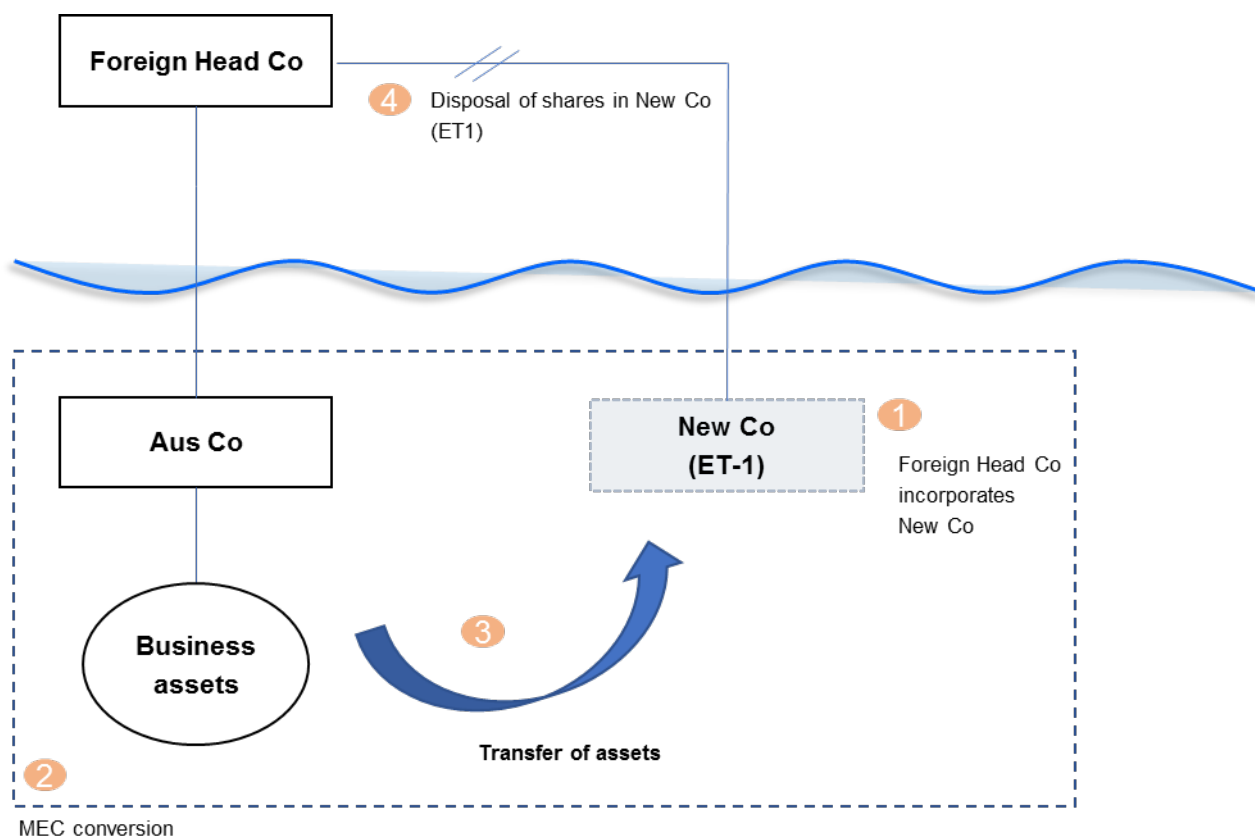 Foreign Head Co
4
Disposal of shares in New Co
(ET1)
Aus Co
New Co
(ET-1)
1
Foreign Head Co
incorporates
New Co
Business
assets
3
Transfer of assets
2
MEC conversion